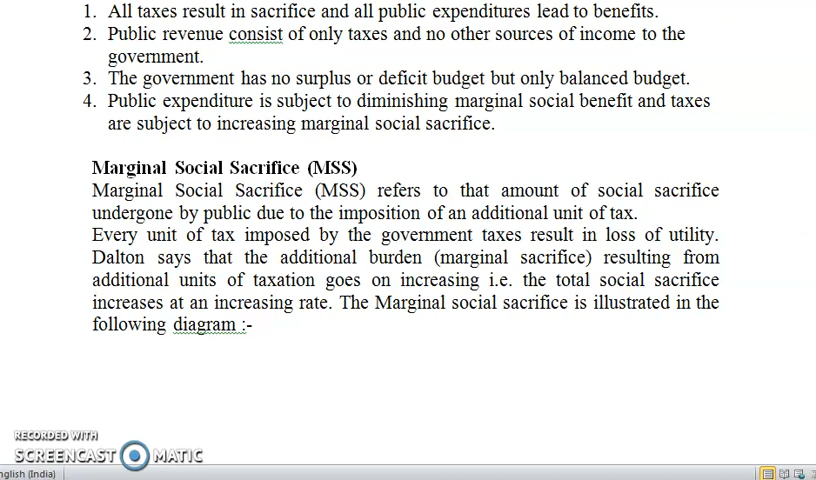 1. All taxes result in sacrifice and all public expenditures lead to benefits.
2. Public revenue consist of only taxes and no other sources of income to the
government.
3. The government has no surplus or deficit budget but only balanced budget.
4. Public expenditure is subject to diminishing marginal social benefit and taxes
are subject to increasing marginal social sacrifice.
Marginal Social Sacrifice (MSS)
Marginal Social Sacrifice (MSS) refers to that amount of social sacrifice
undergone by public due to the imposition of an additional unit of tax.
Every unit of tax imposed by the government taxes result in loss of utility.
Dalton says that the additional burden (marginal sacrifice) resulting from
additional units of taxation goes on increasing i.e. the total social sacrifice
increases at an increasing rate. The Marginal social sacrifice is illustrated in the
following diagram :-
RECORDED WITH
SCREENCAST MATIC
nglish (India)